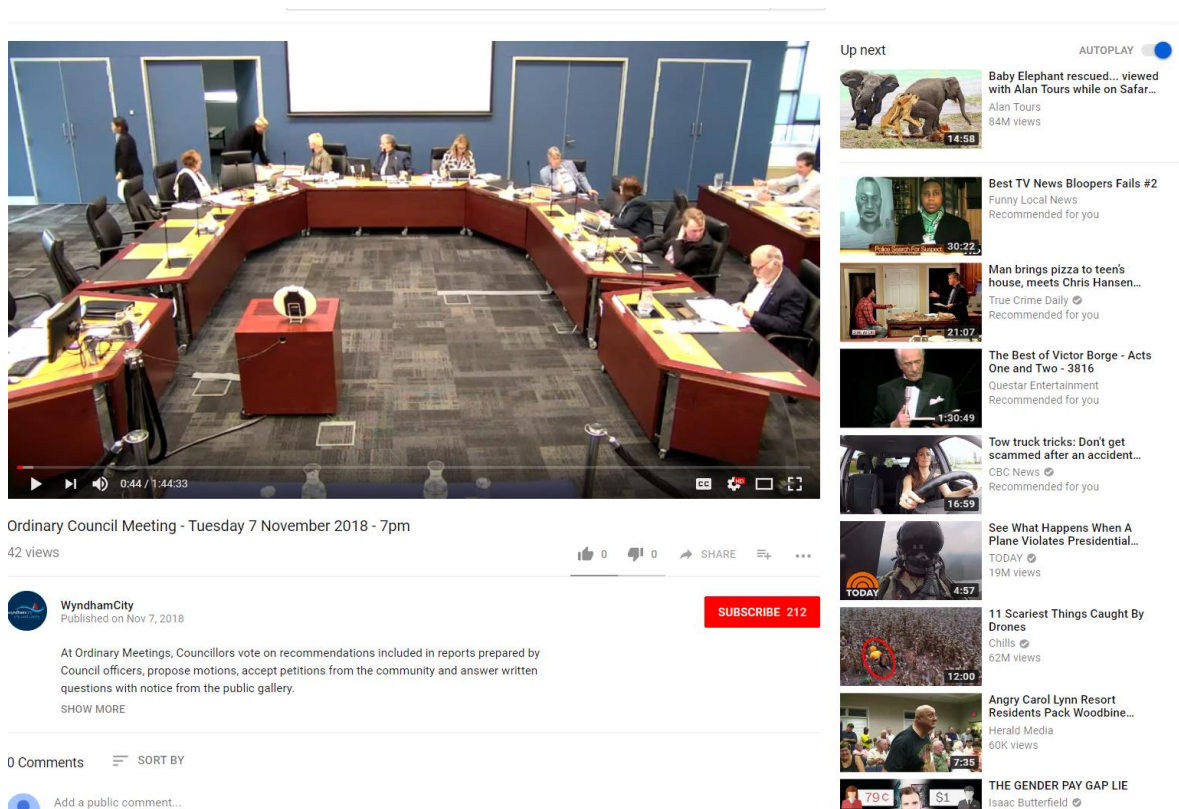 0:44 / 1:44:33
CC
HD
Ordinary Council Meeting - Tuesday 7 November 2018 - 7pm
42 views
0
0
SHARE
WyndhamCity
Published on Nov 7, 2018
SUBSCRIBE 212
At Ordinary Meetings, Councillors vote on recommendations included in reports prepared by
Council officers, propose motions, accept petitions from the community and answer written
questions with notice from the public gallery.
SHOW MORE
0 Comments
SORT BY
Add a public comment...
Up next
AUTOPLAY
14:58
Baby Elephant rescued... viewed
with Alan Tours while on Safar...
Alan Tours
84M views
Police Search For Suspect
30:22
Best TV News Bloopers Fails #2
Funny Local News
Recommended for you
21:07
Man brings pizza to teen's
house, meets Chris Hansen...
True Crime Daily
Recommended for you
1:30:49
The Best of Victor Borge - Acts
One and Two - 3816
Questar Entertainment
Recommended for you
16:59
Tow truck tricks: Don't get
scammed after an accident...
CBC News
Recommended for you
TODAY
4:57
See What Happens When A
Plane Violates Presidential...
TODAY
19M views
12:00
11 Scariest Things Caught By
Drones
Chills
62M views
7:35
Angry Carol Lynn Resort
Residents Pack Woodbine...
Herald Media
60K views
79¢
$1
THE GENDER PAY GAP LIE
Isaac Butterfield